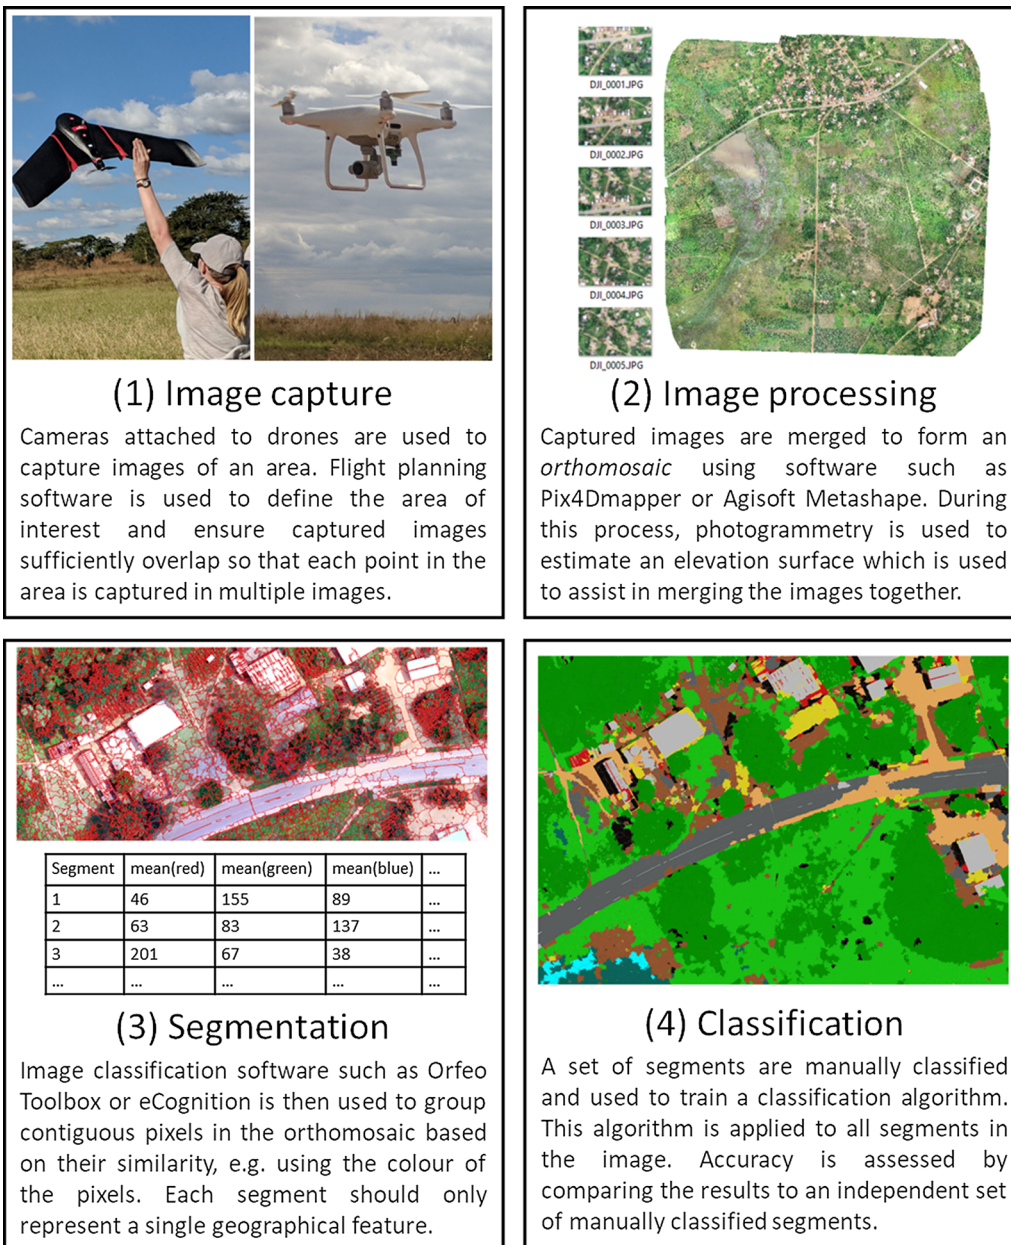 DJI_0001.JPG
DJI_0002.JPG
DJI_0003.JPG
DJI_0004.JPG
DJI_0005.JPG
(1) Image capture
Cameras attached to drones are used to
capture images of an area. Flight planning
software is used to define the area of
interest and ensure captured images
sufficiently overlap so that each point in the
area is captured in multiple images.
(2) Image processing
Captured images are merged to form an
orthomosaic using software such as
Pix4Dmapper or Agisoft Metashape. During
this process, photogrammetry is used to
estimate an elevation surface which is used
to assist in merging the images together.
Segment mean(red) mean(green) mean(blue) ...
1 46 155 89 ...
2 63 83 137 ...
3 201 67 38 ...
... ... ... ... ...
(3) Segmentation
Image classification software such as Orfeo
Toolbox or eCognition is then used to group
contiguous pixels in the orthomosaic based
on their similarity, e.g. using the colour of
the pixels. Each segment should only
represent a single geographical feature.
(4) Classification
A set of segments are manually classified
and used to train a classification algorithm.
This algorithm is applied to all segments in
the image. Accuracy is assessed by
comparing the results to an independent set
of manually classified segments.